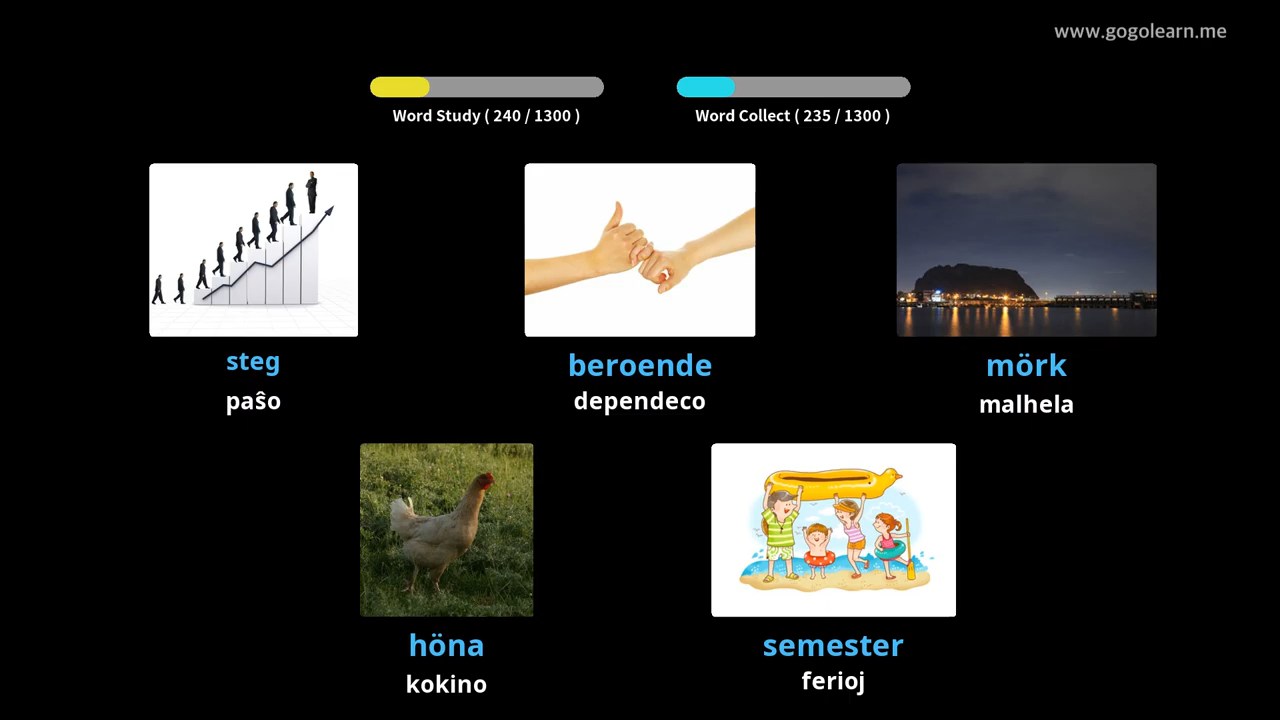 www.gogolearn.me
Word Study ( 240 / 1300 )
Word Collect ( 235 / 1300 )
steg
paŝo
beroende
dependeco
mörk
malhela
höna
kokino
semester
ferioj